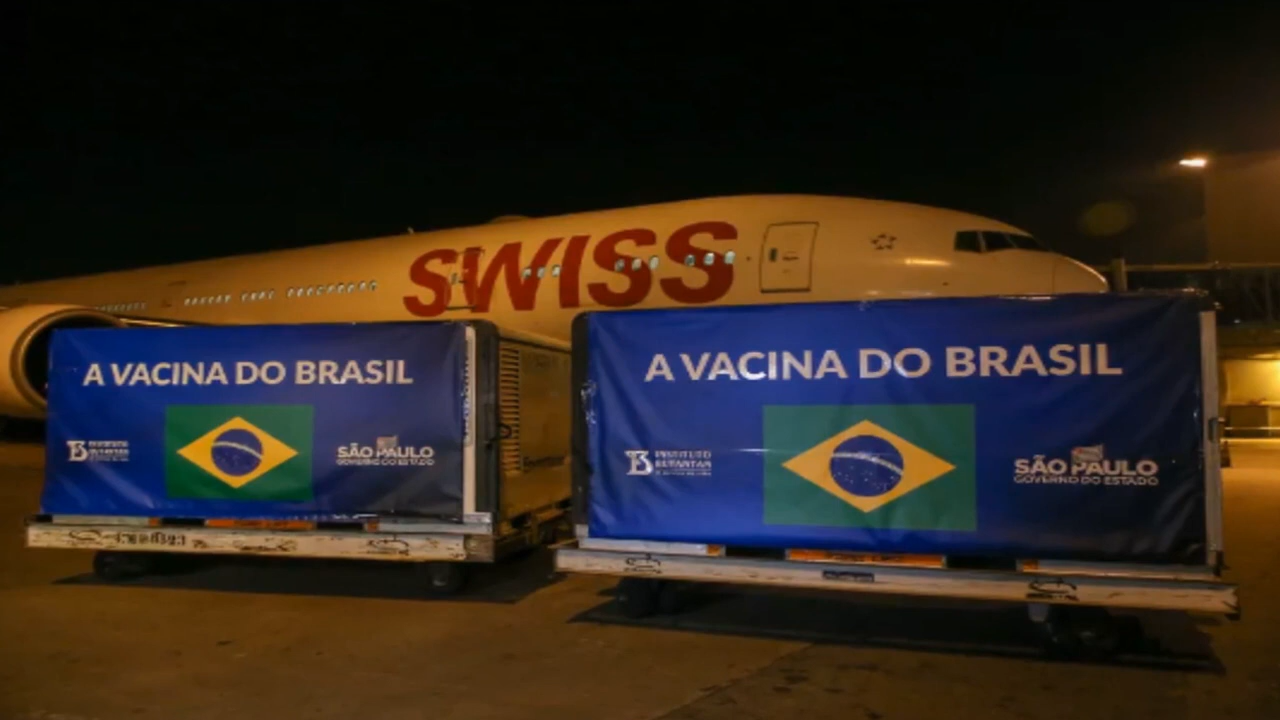 SWISS
A VACINA DO BRASIL
SÃO PAULO
GOVERNO DO ESTADO
A VACINA DO BRASIL
INSTITUTO
BUTANTAN
SÃO PAULO
GOVERNO DO ESTADO